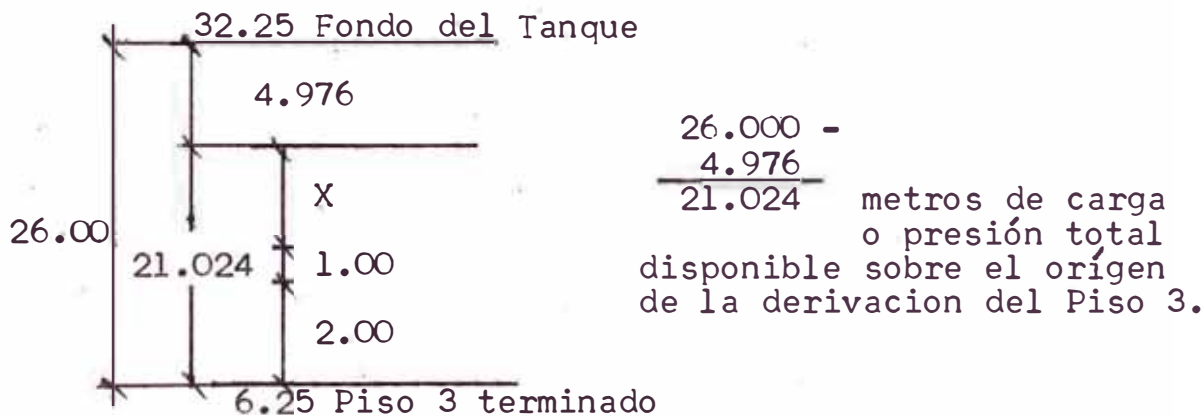 32.25 Fondo del Tanque
4.976
X
26.00
21.024
1.00
2.00
6.25 Piso 3 terminado
26.000 -
4.976
21.024 metros de carga
o presión total
disponible sobre el orígen
de la derivacion del Piso 3.